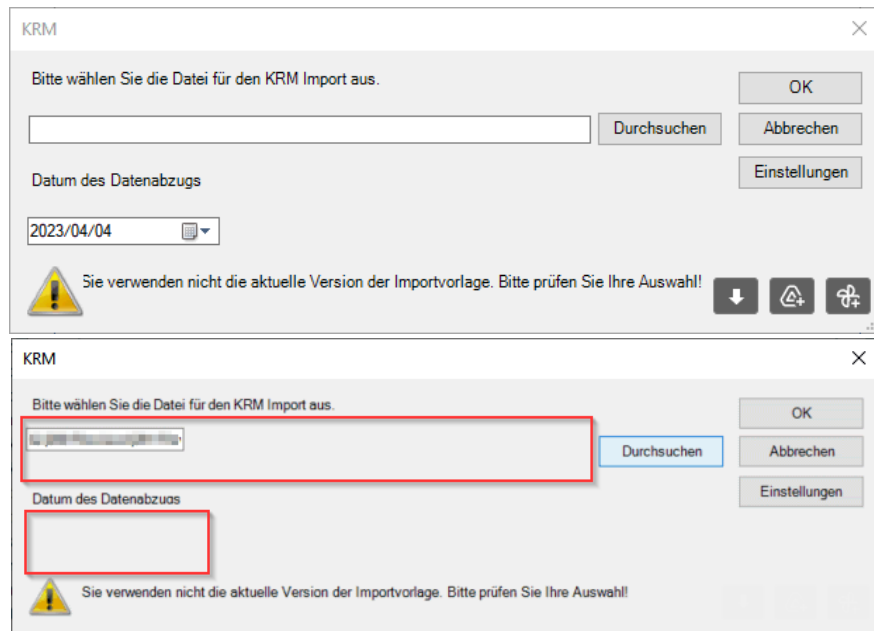 KRM
Bitte wählen Sie die Datei für den KRM Import aus.
OK
Durchsuchen
Abbrechen
Einstellungen
Datum des Datenabzugs
2023/04/04
Sie verwenden nicht die aktuelle Version der Importvorlage. Bitte prüfen Sie Ihre Auswahl!
KRM
Bitte wählen Sie die Datei für den KRM Import aus.
OK
Durchsuchen
Abbrechen
Einstellungen
Datum des Datenabzugs
Sie verwenden nicht die aktuelle Version der Importvorlage. Bitte prüfen Sie Ihre Auswahl!